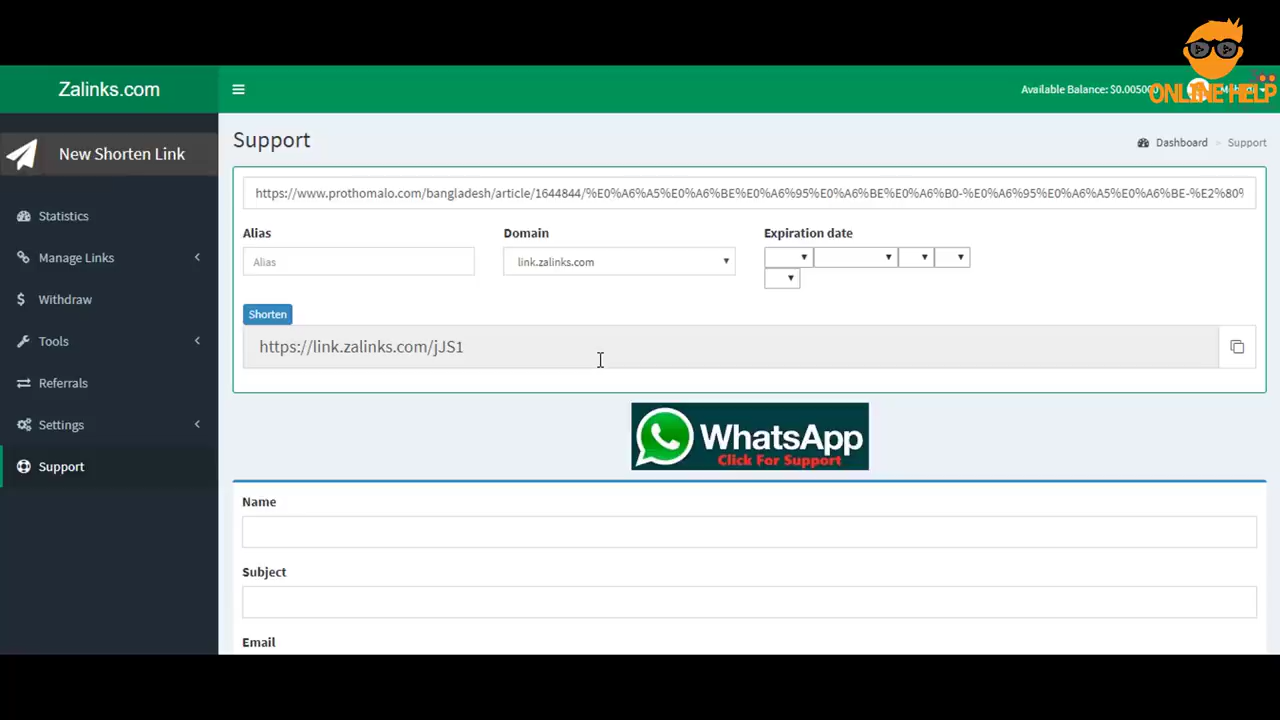 Zalinks.com
Available Balance: $0.005000
ONLINE HELP
New Shorten Link
Support
Dashboard > Support
https://www.prothomalo.com/bangladesh/article/1644844/%E0%A6%A5%E0%A6%BE%E0%A6%95%E0%A6%BE%E0%A6%B0-%E0%A6%95%E0%A6%A5%E0%A6%BE-%E2%80%
Statistics
Alias
Domain
Expiration date
Manage Links
Alias
link.zalinks.com
Withdraw
Shorten
Tools
https://link.zalinks.com/jJS1
Referrals
Settings
WhatsApp
Click For Support
Support
Name
Subject
Email